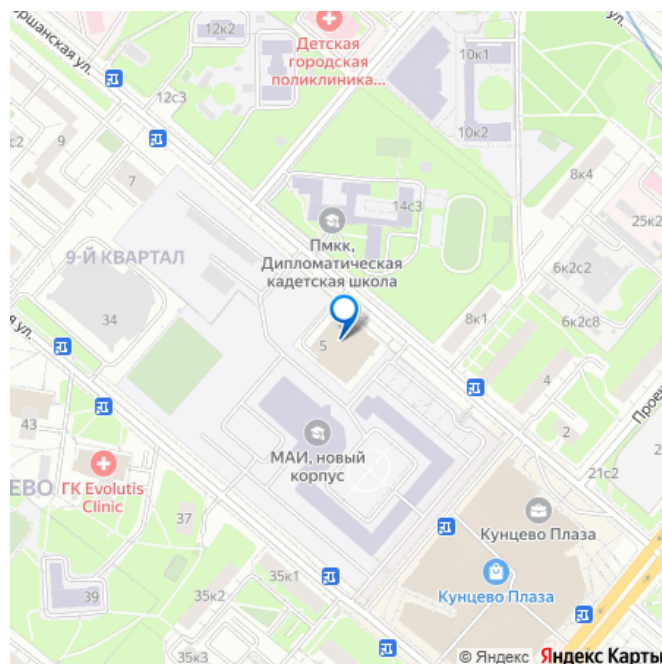 ршанская ул.
12к2
Детская
городская
поликлиника...
10к1
12с3
10к2
9
с2
7
8к4
14с3
25к2
Пмкк,
Дипломатическая
кадетская школа
9-Й КВАРТАЛ
6к2с2
34
8к1
6к2с8
я ул.
5
4
Прое
43
2
МАИ, новый
корпус
21с2
ЕВО
ГК Evolutis
Clinic
37
Кунцево Плаза
35к1
Кунцево Плаза
39
35к2
35к3
© Яндекс Яндекс Карты